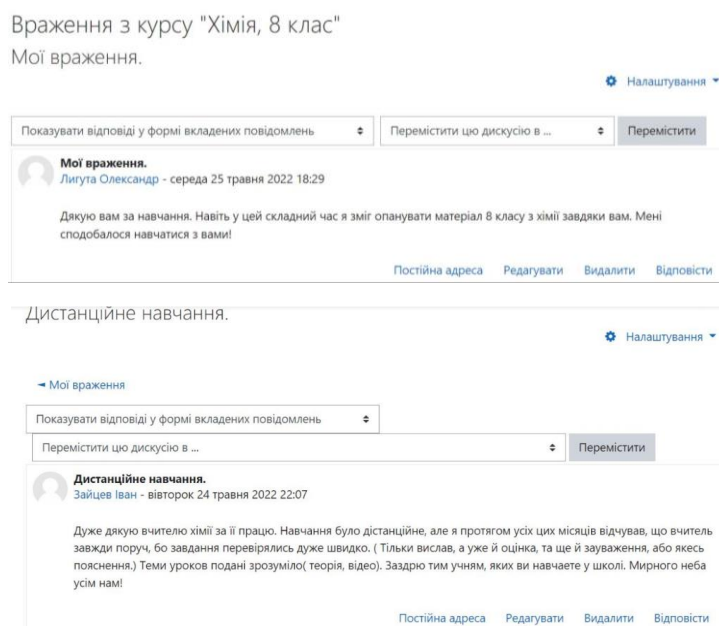 Враження з курсу "Хімія, 8 клас"
Мої враження.
Налаштування
Показувати відповіді у формі вкладених повідомлень
Перемістити цю дискусію в ...
Перемістити
Мої враження.
Лигута Олександр - середа 25 травня 2022 18:29
Дякую вам за навчання. Навіть у цей складний час я зміг опанувати матеріал 8 класу з хімії завдяки вам. Мені
сподобалося навчатися з вами!
Постійна адреса Редагувати Видалити Відповісти
Дистанційне навчання.
Налаштування
◄ Мої враження
Показувати відповіді у формі вкладених повідомлень
Перемістити цю дискусію в ...
Перемістити
Дистанційне навчання.
Зайцев Іван - вівторок 24 травня 2022 22:07
Дуже дякую вчителю хімії за її працю. Навчання було дістанційне, але я протягом усіх цих місяців відчував, що вчитель
завжди поруч, бо завдання перевірялись дуже швидко. ( Тільки вислав, а уже й оцінка, та ще й зауваження, або якесь
пояснення.) Теми уроков подані зрозуміло( теорія, відео). Заздрю тим учням, яких ви навчаєте у школі. Мирного неба
усім нам!
Постійна адреса Редагувати Видалити Відповісти